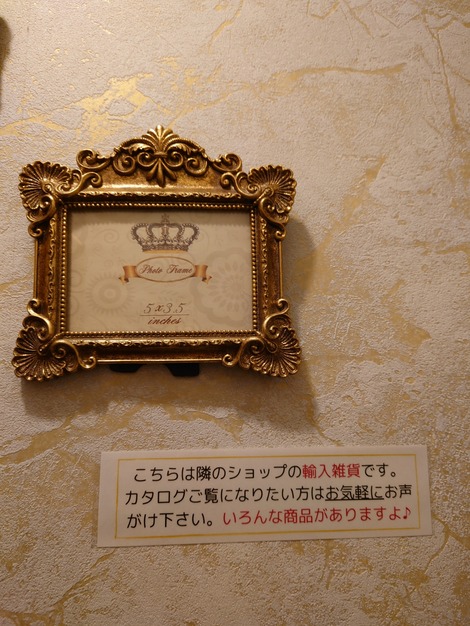 Photo Frame
5x3.5
inches
こちらは隣のショップの輸入雑貨です。
カタログご覧になりたい方はお気軽にお声
がけ下さい。いろんな商品がありますよ♪